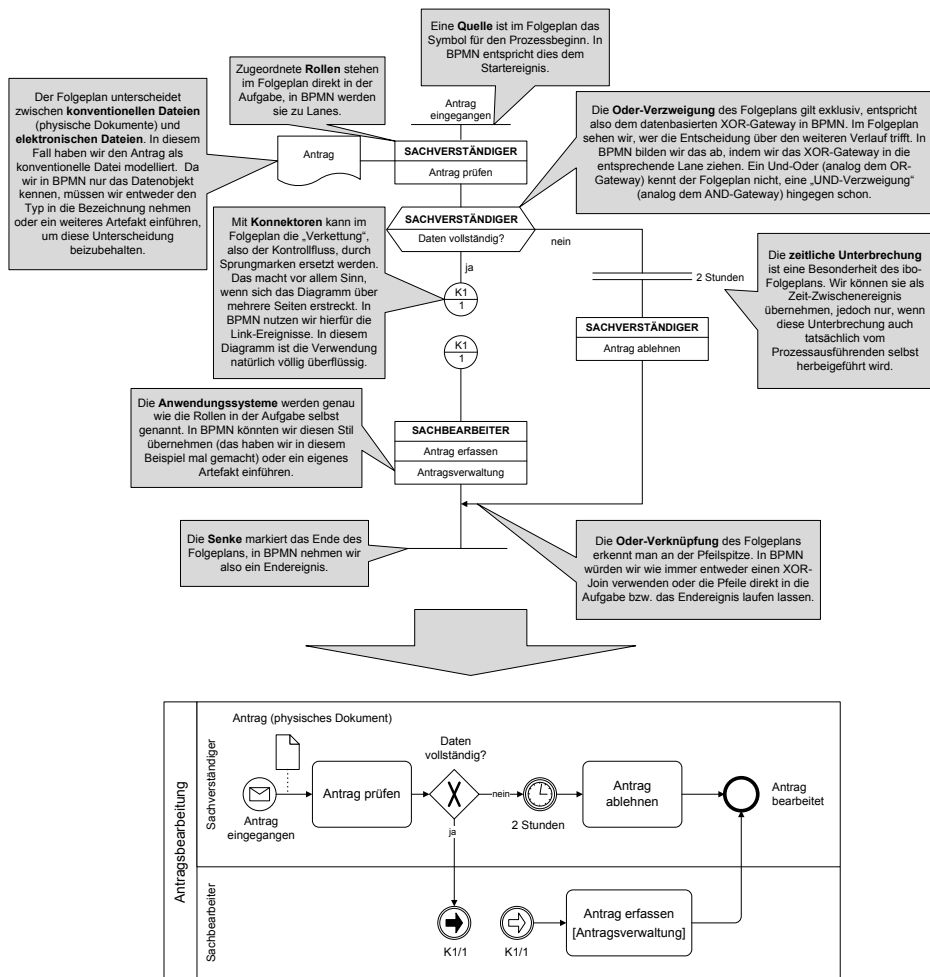 Eine Quelle ist im Folgeplan das
Symbol für den Prozessbeginn. In
BPMN entspricht dies dem
Startereignis.
Zugeordnete Rollen stehen
im Folgeplan direkt in der
Aufgabe, in BPMN werden
sie zu Lanes.
Der Folgeplan unterscheidet
zwischen konventionellen Dateien
(physische Dokumente) und
elektronischen Dateien. In diesem
Fall haben wir den Antrag als
konventionelle Datei modelliert. Da
wir in BPMN nur das Datenobjekt
kennen, müssen wir entweder den
Typ in die Bezeichnung nehmen
oder ein weiteres Artefakt einführen,
um diese Unterscheidung
beizubehalten.
Antrag
eingegangen
Antrag
SACHVERSTÄNDIGER
Antrag prüfen
Die Oder-Verzweigung des Folgeplans gilt exklusiv, entspricht
also dem datenbasierten XOR-Gateway in BPMN. Im Folgeplan
sehen wir, wer die Entscheidung über den weiteren Verlauf trifft. In
BPMN bilden wir das ab, indem wir das XOR-Gateway in die
entsprechende Lane ziehen. Ein Und-Oder (analog dem OR-
Gateway) kennt der Folgeplan nicht, eine „UND-Verzweigung“
(analog dem AND-Gateway) hingegen schon.
SACHVERSTÄNDIGER
Daten vollständig?
nein
ja
Mit Konnektoren kann im
Folgeplan die „Verkettung“,
also der Kontrollfluss, durch
Sprungmarken ersetzt werden.
Das macht vor allem Sinn,
wenn sich das Diagramm über
mehrere Seiten erstreckt. In
BPMN nutzen wir hierfür die
Link-Ereignisse. In diesem
Diagramm ist die Verwendung
natürlich völlig überflüssig.
K1
1
K1
1
2 Stunden
Die zeitliche Unterbrechung
ist eine Besonderheit des ibo-
Folgeplans. Wir können sie als
Zeit-Zwischenereignis
übernehmen, jedoch nur, wenn
diese Unterbrechung auch
tatsächlich vom
Prozessausführenden selbst
herbeigeführt wird.
SACHVERSTÄNDIGER
Antrag ablehnen
Die Anwendungssysteme werden genau
wie die Rollen in der Aufgabe selbst
genannt. In BPMN könnten wir diesen Stil
übernehmen (das haben wir in diesem
Beispiel mal gemacht) oder ein eigenes
Artefakt einführen.
SACHBEARBEITER
Antrag erfassen
Antragsverwaltung
Die Senke markiert das Ende des
Folgeplans, in BPMN nehmen wir
also ein Endereignis.
Die Oder-Verknüpfung des Folgeplans
erkennt man an der Pfeilspitze. In BPMN
würden wir wie immer entweder einen XOR-
Join verwenden oder die Pfeile direkt in die
Aufgabe bzw. das Endereignis laufen lassen.
Antragsbearbeitung
Sachverständiger
Antrag (physisches Dokument)
Antrag
eingegangen
Antrag prüfen
Daten
vollständig?
nein
ja
2 Stunden
Antrag
ablehnen
Antrag
bearbeitet
Sachbearbeiter
K1/1
K1/1
Antrag erfassen
[Antragsverwaltung]